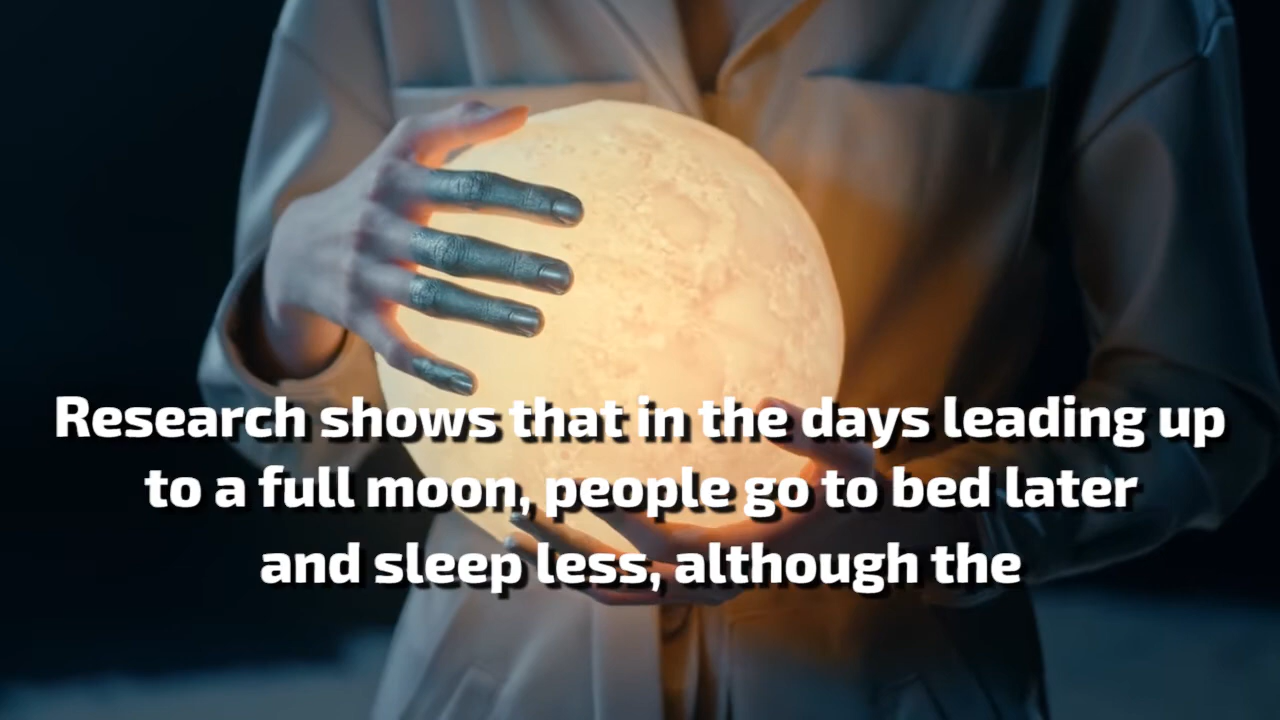 Research shows that in the days leading up
to a full moon, people go to bed later
and sleep less, although the